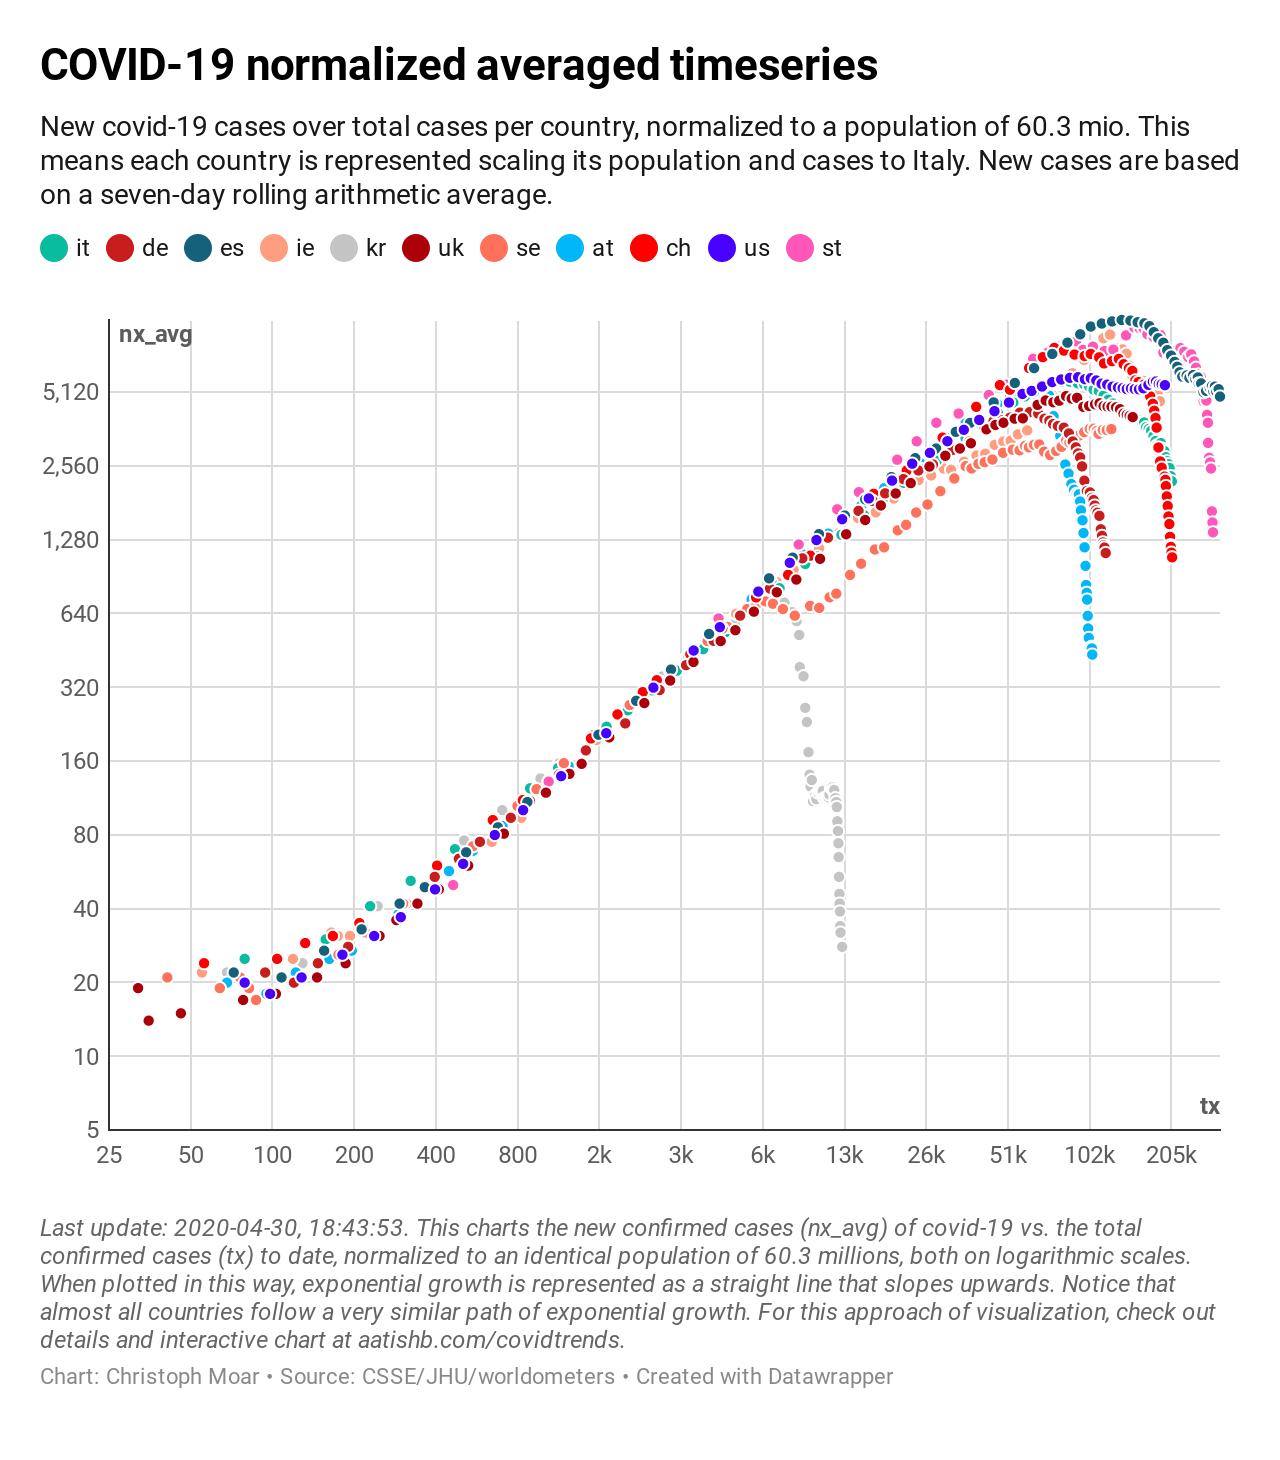 COVID-19 normalized averaged timeseries
New covid-19 cases over total cases per country, normalized to a population of 60.3 mio. This
means each country is represented scaling its population and cases to Italy. New cases are based
on a seven-day rolling arithmetic average.
it de es ie kr uk se at ch us st
nx_avg
5,120
2,560
1,280
640
320
160
80
40
20
10
5
tx
25 50 100 200 400 800 2k 3k 6k 13k 26k 51k 102k 205k
Last update: 2020-04-30, 18:43:53. This charts the new confirmed cases (nx_avg) of covid-19 vs. the total
confirmed cases (tx) to date, normalized to an identical population of 60.3 millions, both on logarithmic scales.
When plotted in this way, exponential growth is represented as a straight line that slopes upwards. Notice that
almost all countries follow a very similar path of exponential growth. For this approach of visualization, check out
details and interactive chart at aatishb.com/covidtrends.
Chart: Christoph Moar • Source: CSSE/JHU/worldometers • Created with Datawrapper